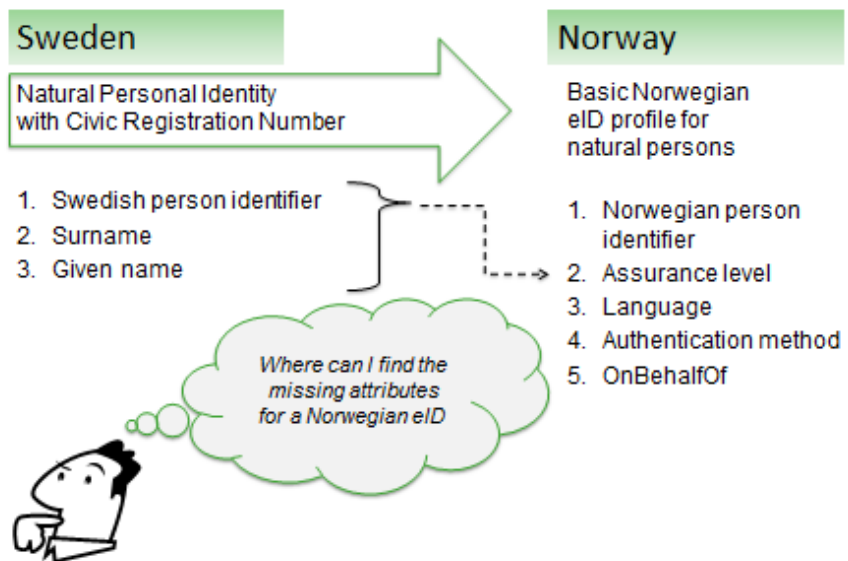 Sweden
Natural Personal Identity
with Civic Registration Number
1. Swedish person identifier
2. Surname
3. Given name
Norway
Basic Norwegian
eID profile for
natural persons
1. Norwegian person
identifier
2. Assurance level
3. Language
4. Authentication method
5. OnBehalfOf
Where can I find the
missing attributes
for a Norwegian eID